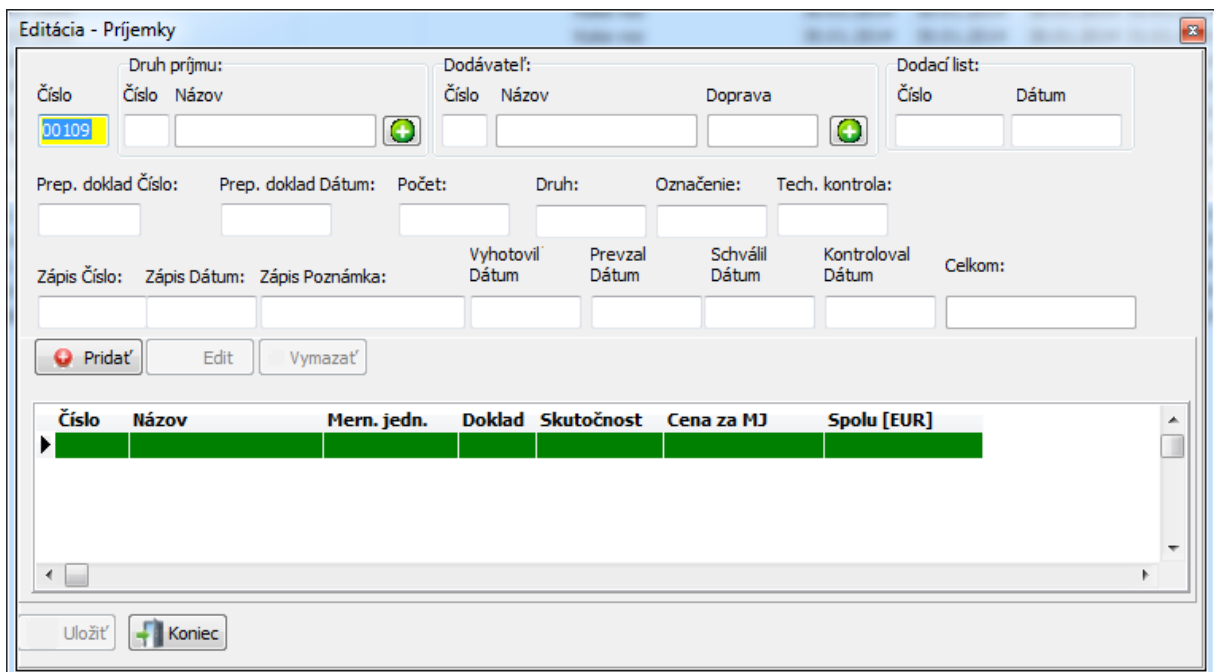 Editácia - Príjemky
Druh príjmu: Dodávateľ: Dodací list:
Číslo Číslo Názov Číslo Názov Doprava Číslo Dátum
00109
Prep. doklad Číslo: Prep. doklad Dátum: Počet: Druh: Označenie: Tech. kontrola:
Vyhotovil Prevzal Schválil Kontroloval
Zápis Číslo: Zápis Dátum: Zápis Poznámka: Dátum Dátum Dátum Dátum Celkom:
Pridať Edit Vymazať
Číslo Názov Mern. jedn. Doklad Skutočnost Cena za MJ Spolu [EUR]
Uložiť Koniec